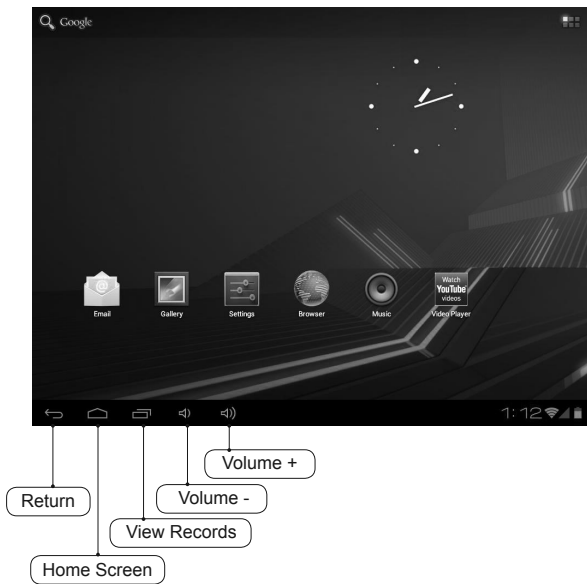 Google
@
Watch
YouTube
videos
Email
Gallery
Settings
Browser
Music
Video Player
1:12
Volume +
Return
Volume -
View Records
Home Screen